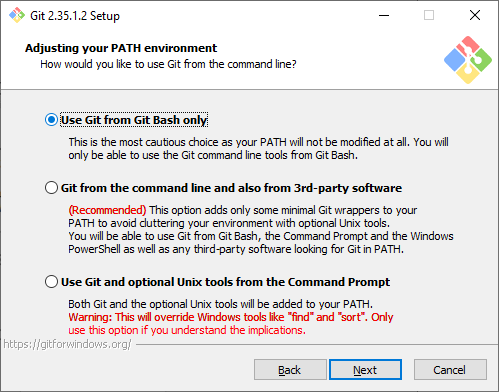 Git 2.35.1.2 Setup
Adjusting your PATH environment
How would you like to use Git from the command line?
Use Git from Git Bash only
This is the most cautious choice as your PATH will not be modified at all. You will
only be able to use the Git command line tools from Git Bash.
Git from the command line and also from 3rd-party software
(Recommended) This option adds only some minimal Git wrappers to your
PATH to avoid cluttering your environment with optional Unix tools.
You will be able to use Git from Git Bash, the Command Prompt and the Windows
PowerShell as well as any third-party software looking for Git in PATH.
Use Git and optional Unix tools from the Command Prompt
Both Git and the optional Unix tools will be added to your PATH.
Warning: This will override Windows tools like "find" and "sort". Only
use this option if you understand the implications.
https://gitforwindows.org/
Back
Next
Cancel